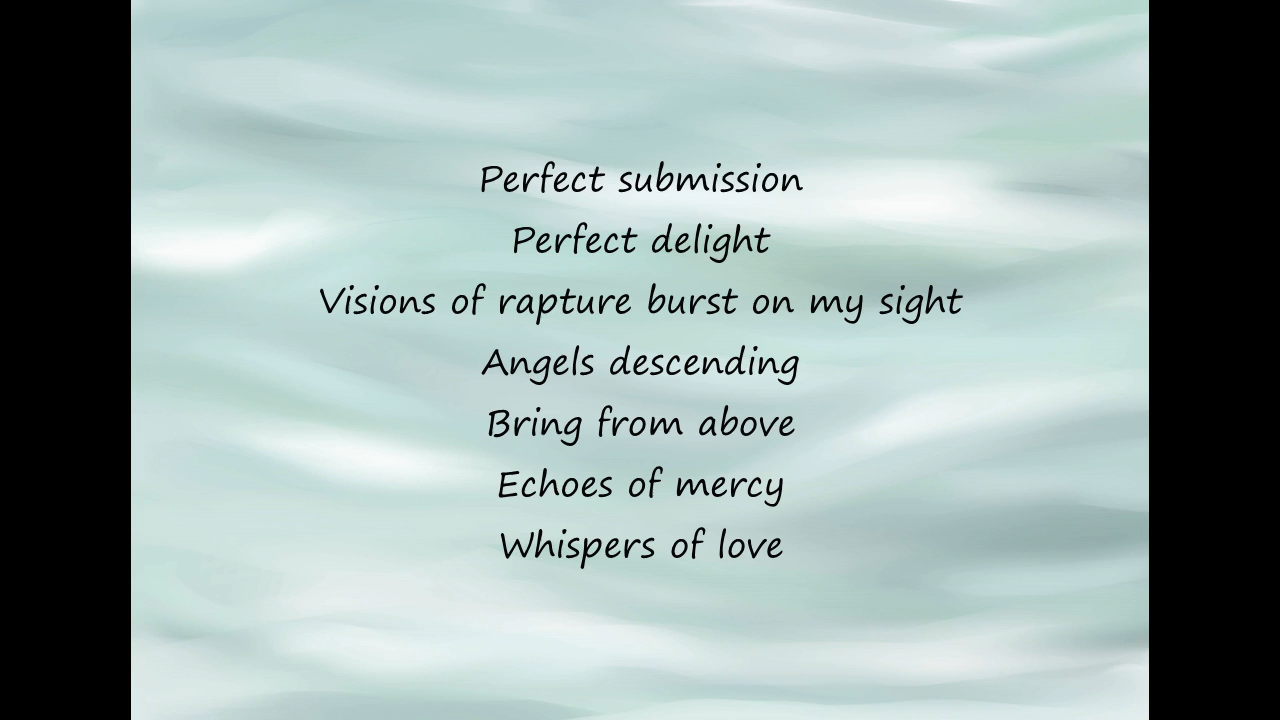 Perfect submission
Perfect delight
Visions of rapture burst on my sight
Angels descending
Bring from above
Echoes of mercy
Whispers of love